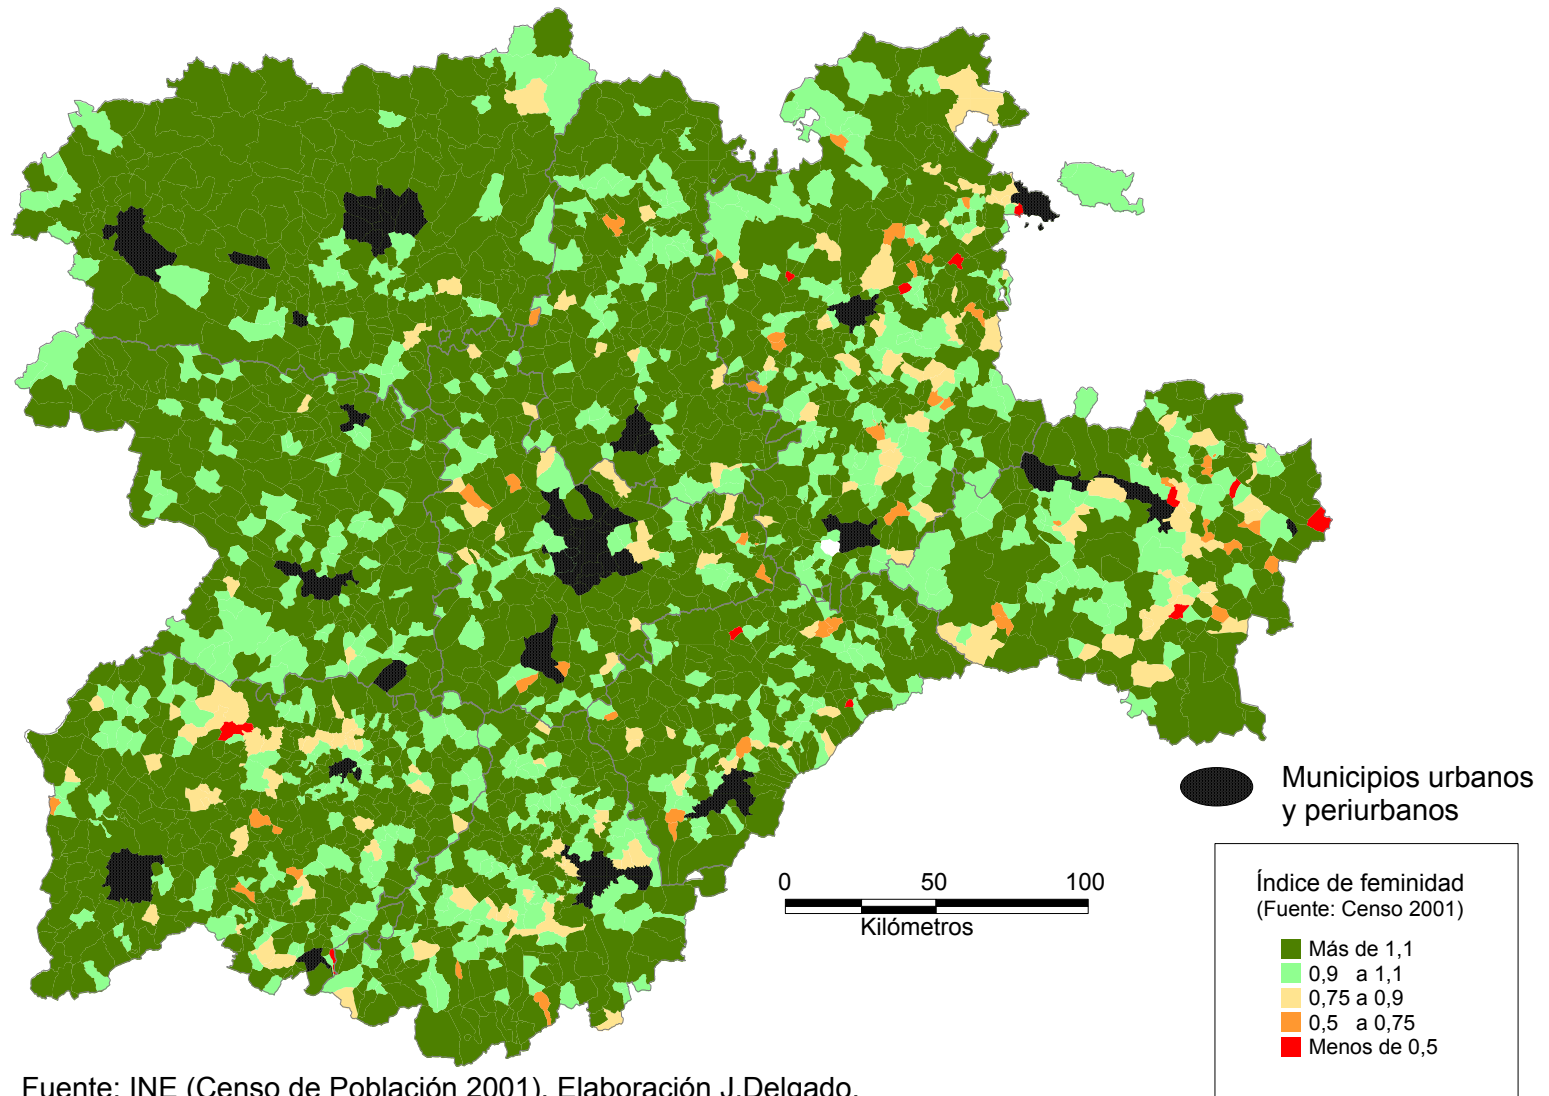 Municipios urbanos
y periurbanos
0 50 100
Kilómetros
Índice de feminidad
(Fuente: Censo 2001)
Más de 1,1
0,9 a 1,1
0,75 a 0,9
0,5 a 0,75
Menos de 0,5
Fuente: INE (Censo de Población 2001). Elaboración J.Delgado.